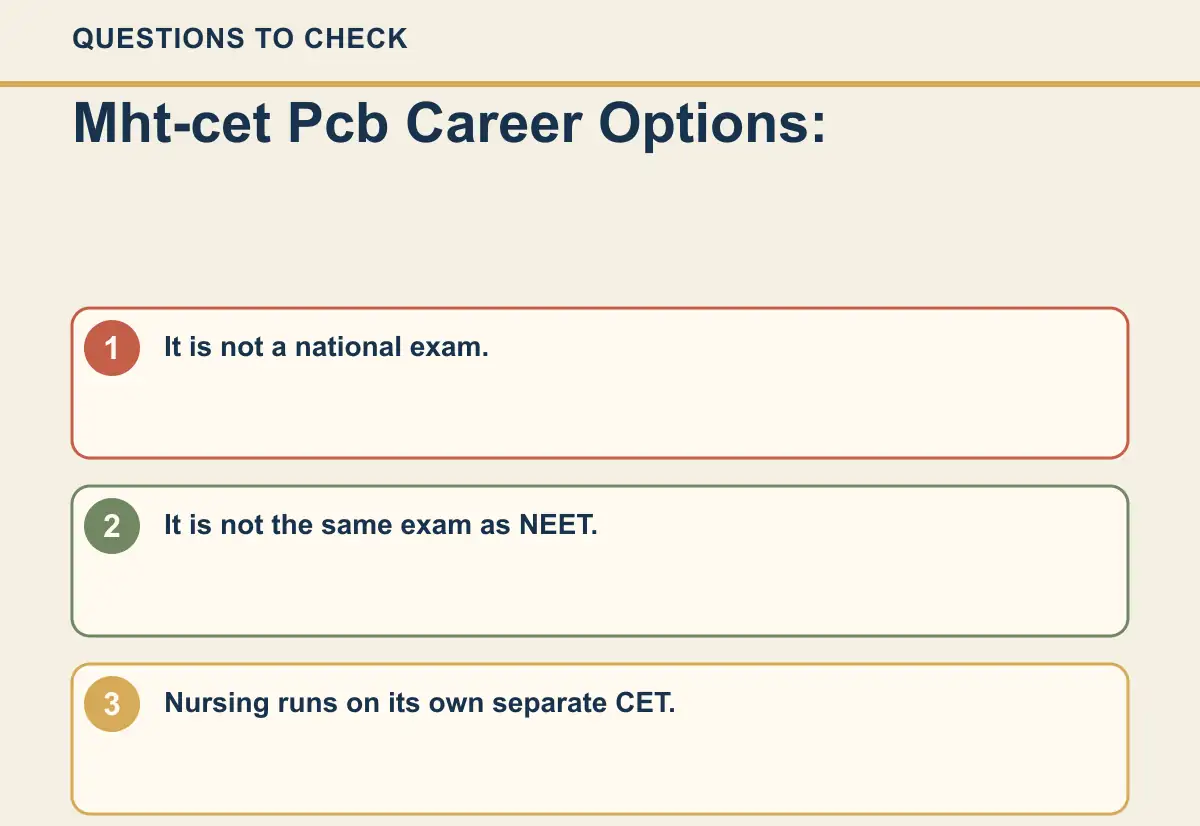 QUESTIONS TO CHECK
Mht-cet Pcb Career Options:
1
It is not a national exam.
2
It is not the same exam as NEET.
3
Nursing runs on its own separate CET.